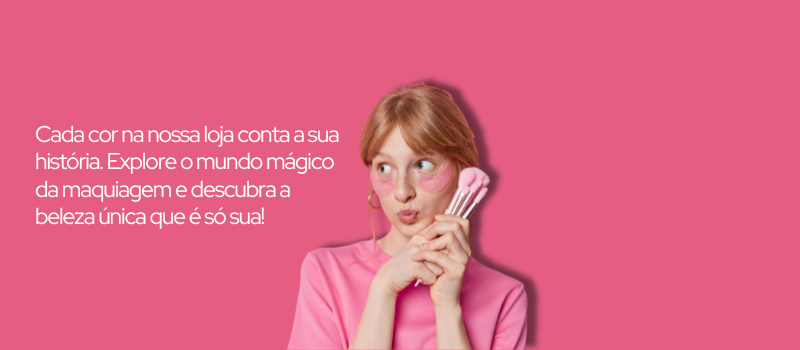 Cada cor na nossa loja conta a sua
história. Explore o mundo mágico
da maquiagem e descubra a
beleza única que é só sua!